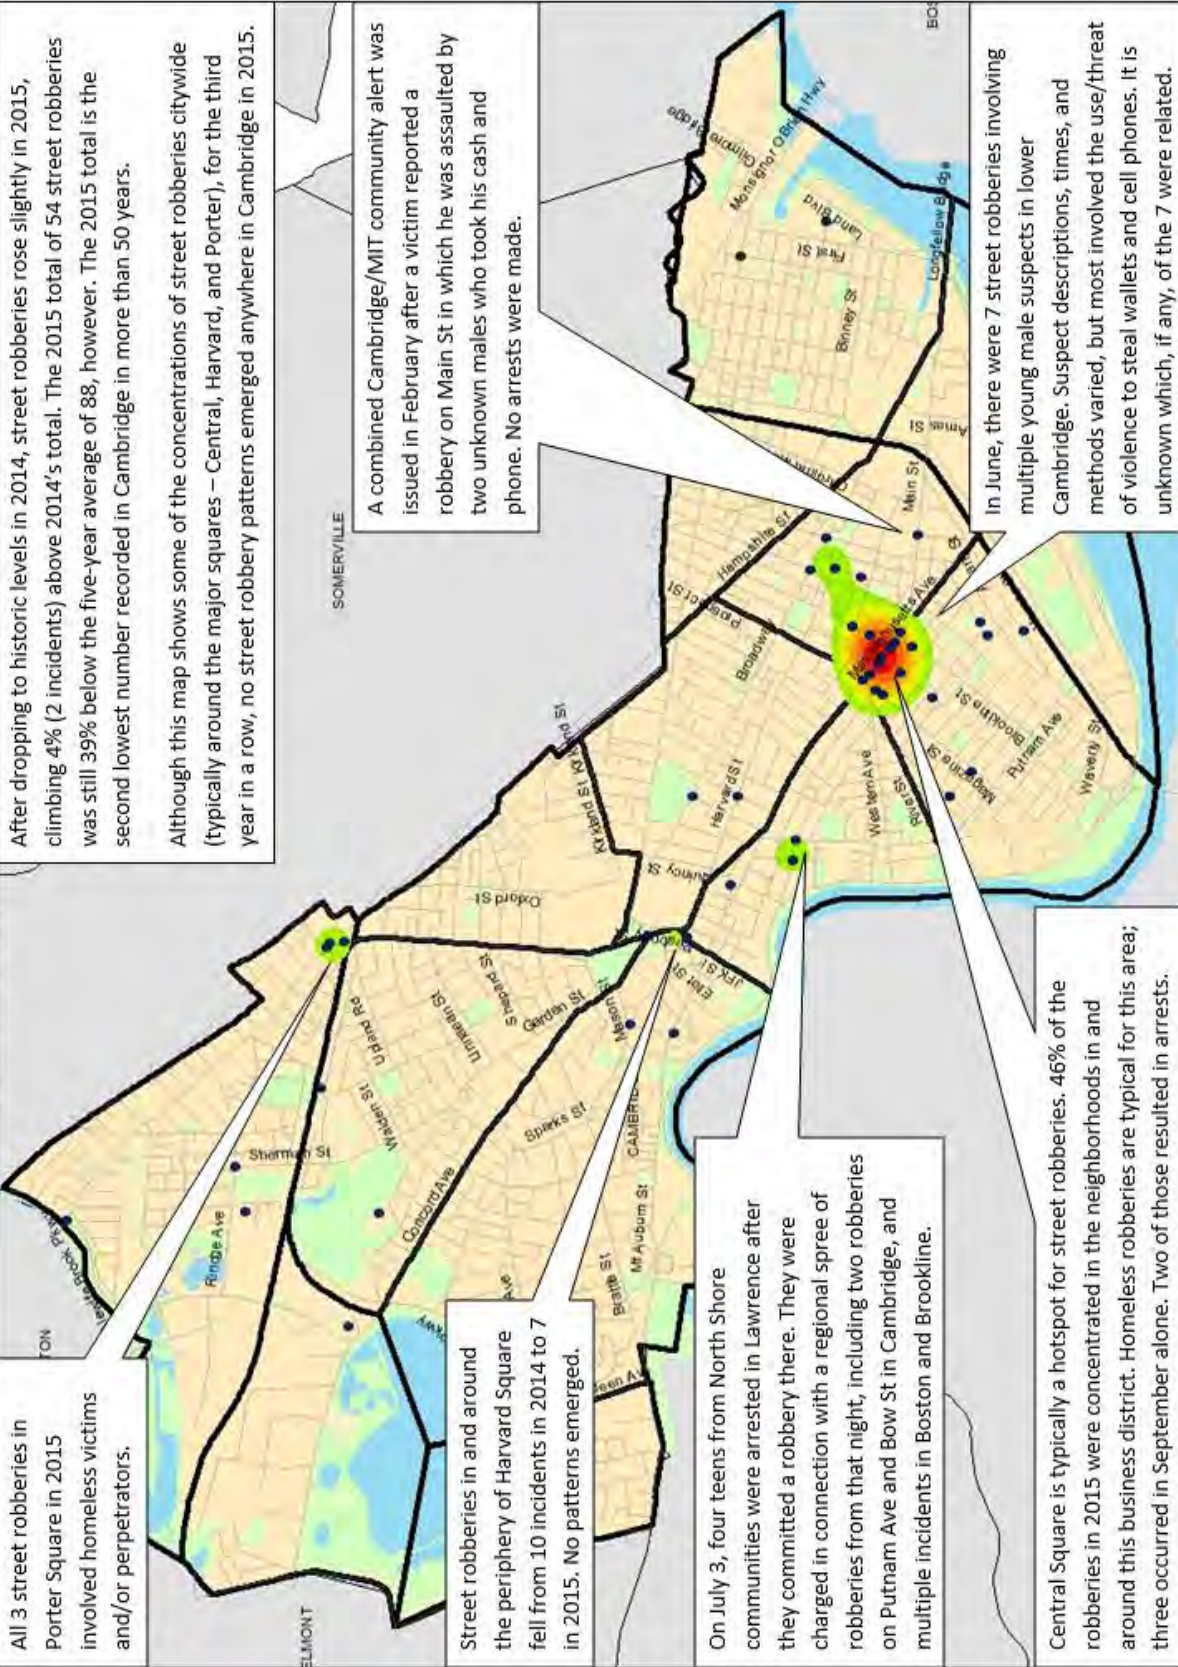 After dropping to historic levels in 2014, street robberies rose slightly in 2015,
climbing 4% (2 incidents) above 2014's total. The 2015 total of 54 street robberies
was still 39% below the five-year average of 88, however. The 2015 total is the
second lowest number recorded in Cambridge in more than 50 years.
Although this map shows some of the concentrations of street robberies citywide
(typically around the major squares – Central, Harvard, and Porter), for the third
year in a row, no street robbery patterns emerged anywhere in Cambridge in 2015.
All 3 street robberies in
Porter Square in 2015
involved homeless victims
and/or perpetrators.
A combined Cambridge/MIT community alert was
issued in February after a victim reported a
robbery on Main St in which he was assaulted by
two unknown males who took his cash and
phone. No arrests were made.
Street robberies in and around
the periphery of Harvard Square
fell from 10 incidents in 2014 to 7
in 2015. No patterns emerged.
On July 3, four teens from North Shore
communities were arrested in Lawrence after
they committed a robbery there. They were
charged in connection with a regional spree of
robberies from that night, including two robberies
on Putnam Ave and Bow St in Cambridge, and
multiple incidents in Boston and Brookline.
In June, there were 7 street robberies involving
multiple young male suspects in lower
Cambridge. Suspect descriptions, times, and
methods varied, but most involved the use/threat
of violence to steal wallets and cell phones. It is
unknown which, if any, of the 7 were related.
Central Square is typically a hotspot for street robberies. 46% of the
robberies in 2015 were concentrated in the neighborhoods in and
around this business district. Homeless robberies are typical for this area;
three occurred in September alone. Two of those resulted in arrests.
TON
ELMONT
SOMERVILLE
BOS
Rindge Ave
Sherman St
Walden St
Upland Rd
Linnaean St
Shepard St
Garden St
Oxford St
Concord Ave
Sparks St
Mason St
CAMBRID
Mt Auburn St
Brattle St
Ave
Pkwy
Eliot St
JFK St
Kirkland St
Kirkland St
Quincy St
Harvard St
Broadway
Prospect St
Hampshire St
Western Ave
River St
Magazine St
Brookline St
Putnam Ave
Waverly St
Massachusetts Ave
Main St
Ames St
Binney St
First St
Land Blvd
Monsignor O'Brien Hwy
Gilmore Bridge
Longfellow Bridge